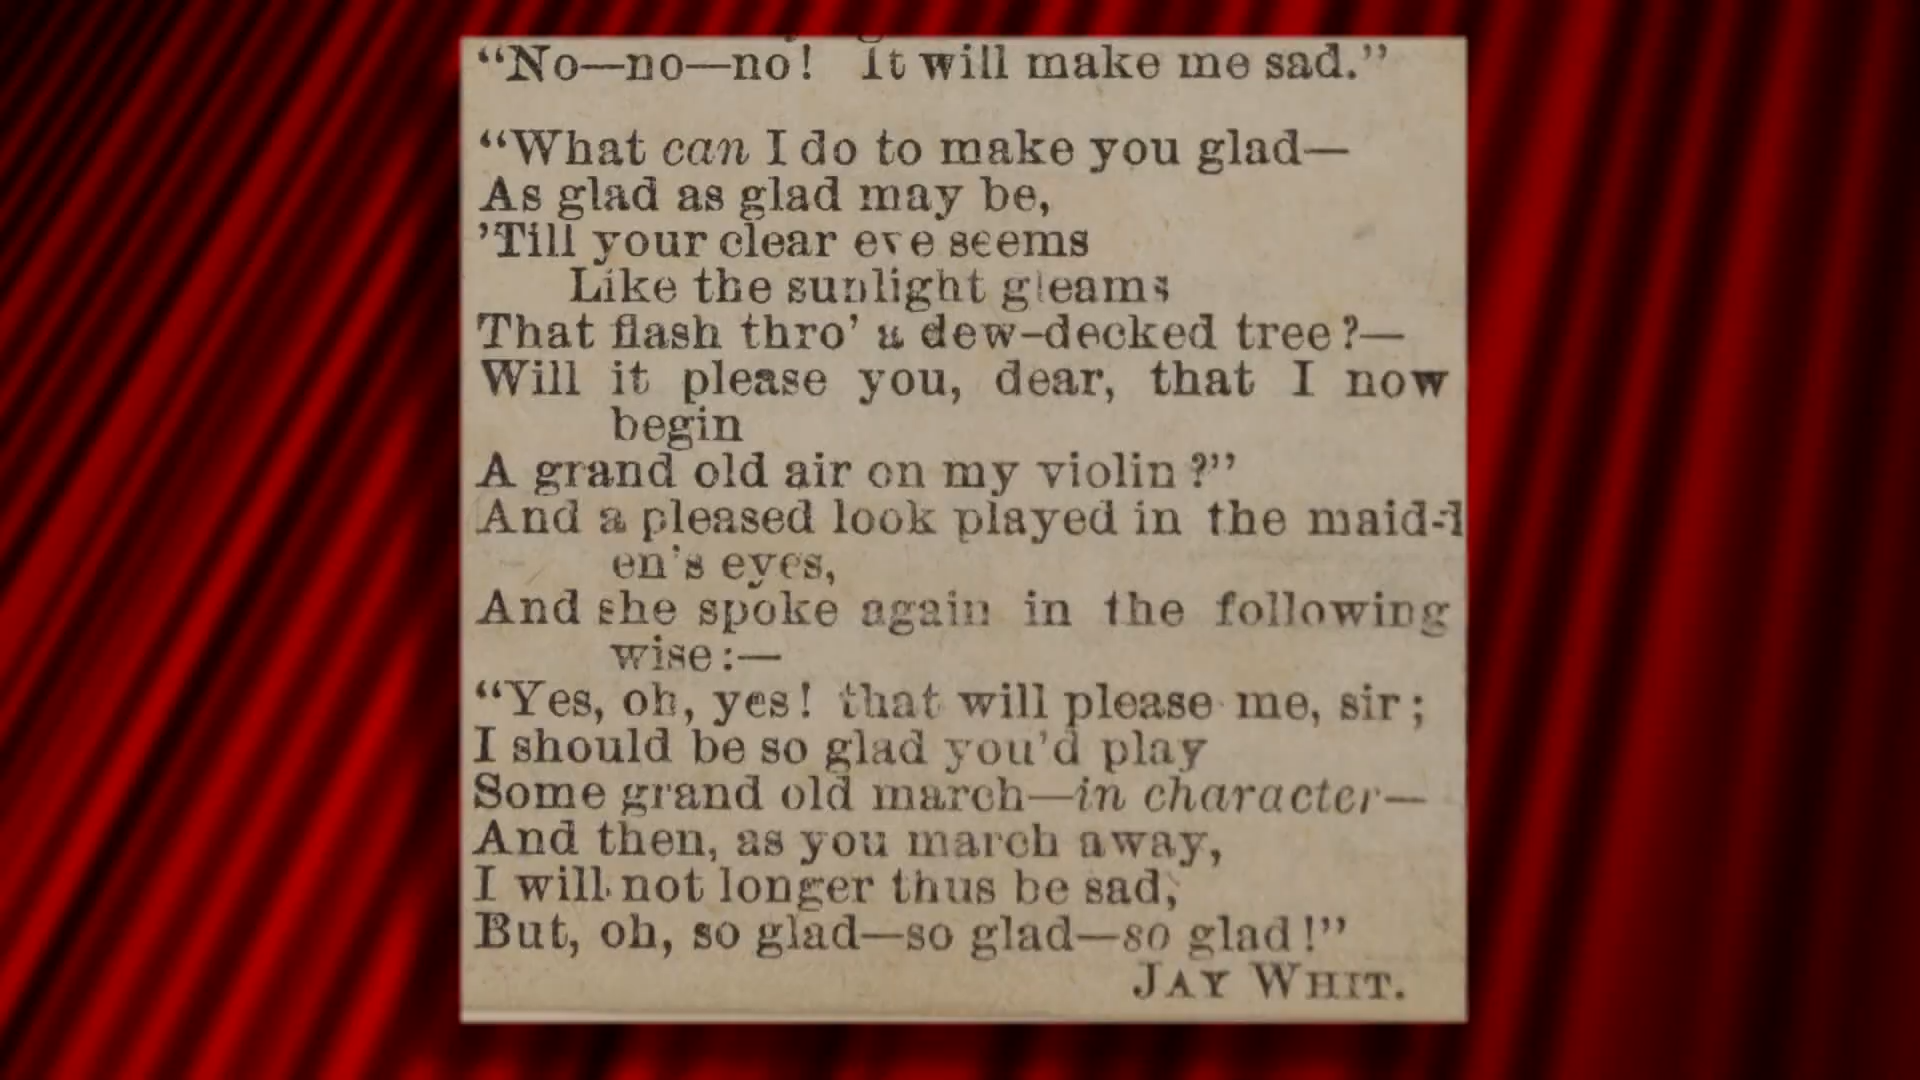 “No—no—no! It will make me sad.”
“What can I do to make you glad—
As glad as glad may be,
’Till your clear eye seems
Like the sunlight gleams
That flash thro’ a dew-decked tree?—
Will it please you, dear, that I now
begin
A grand old air on my violin?”
And a pleased look played in the maid-
en’s eyes,
And she spoke again in the following
wise:—
“Yes, oh, yes! that will please me, sir;
I should be so glad you’d play
Some grand old march—in character—
And then, as you march away,
I will not longer thus be sad,
But, oh, so glad—so glad—so glad!”
JAY WHIT.